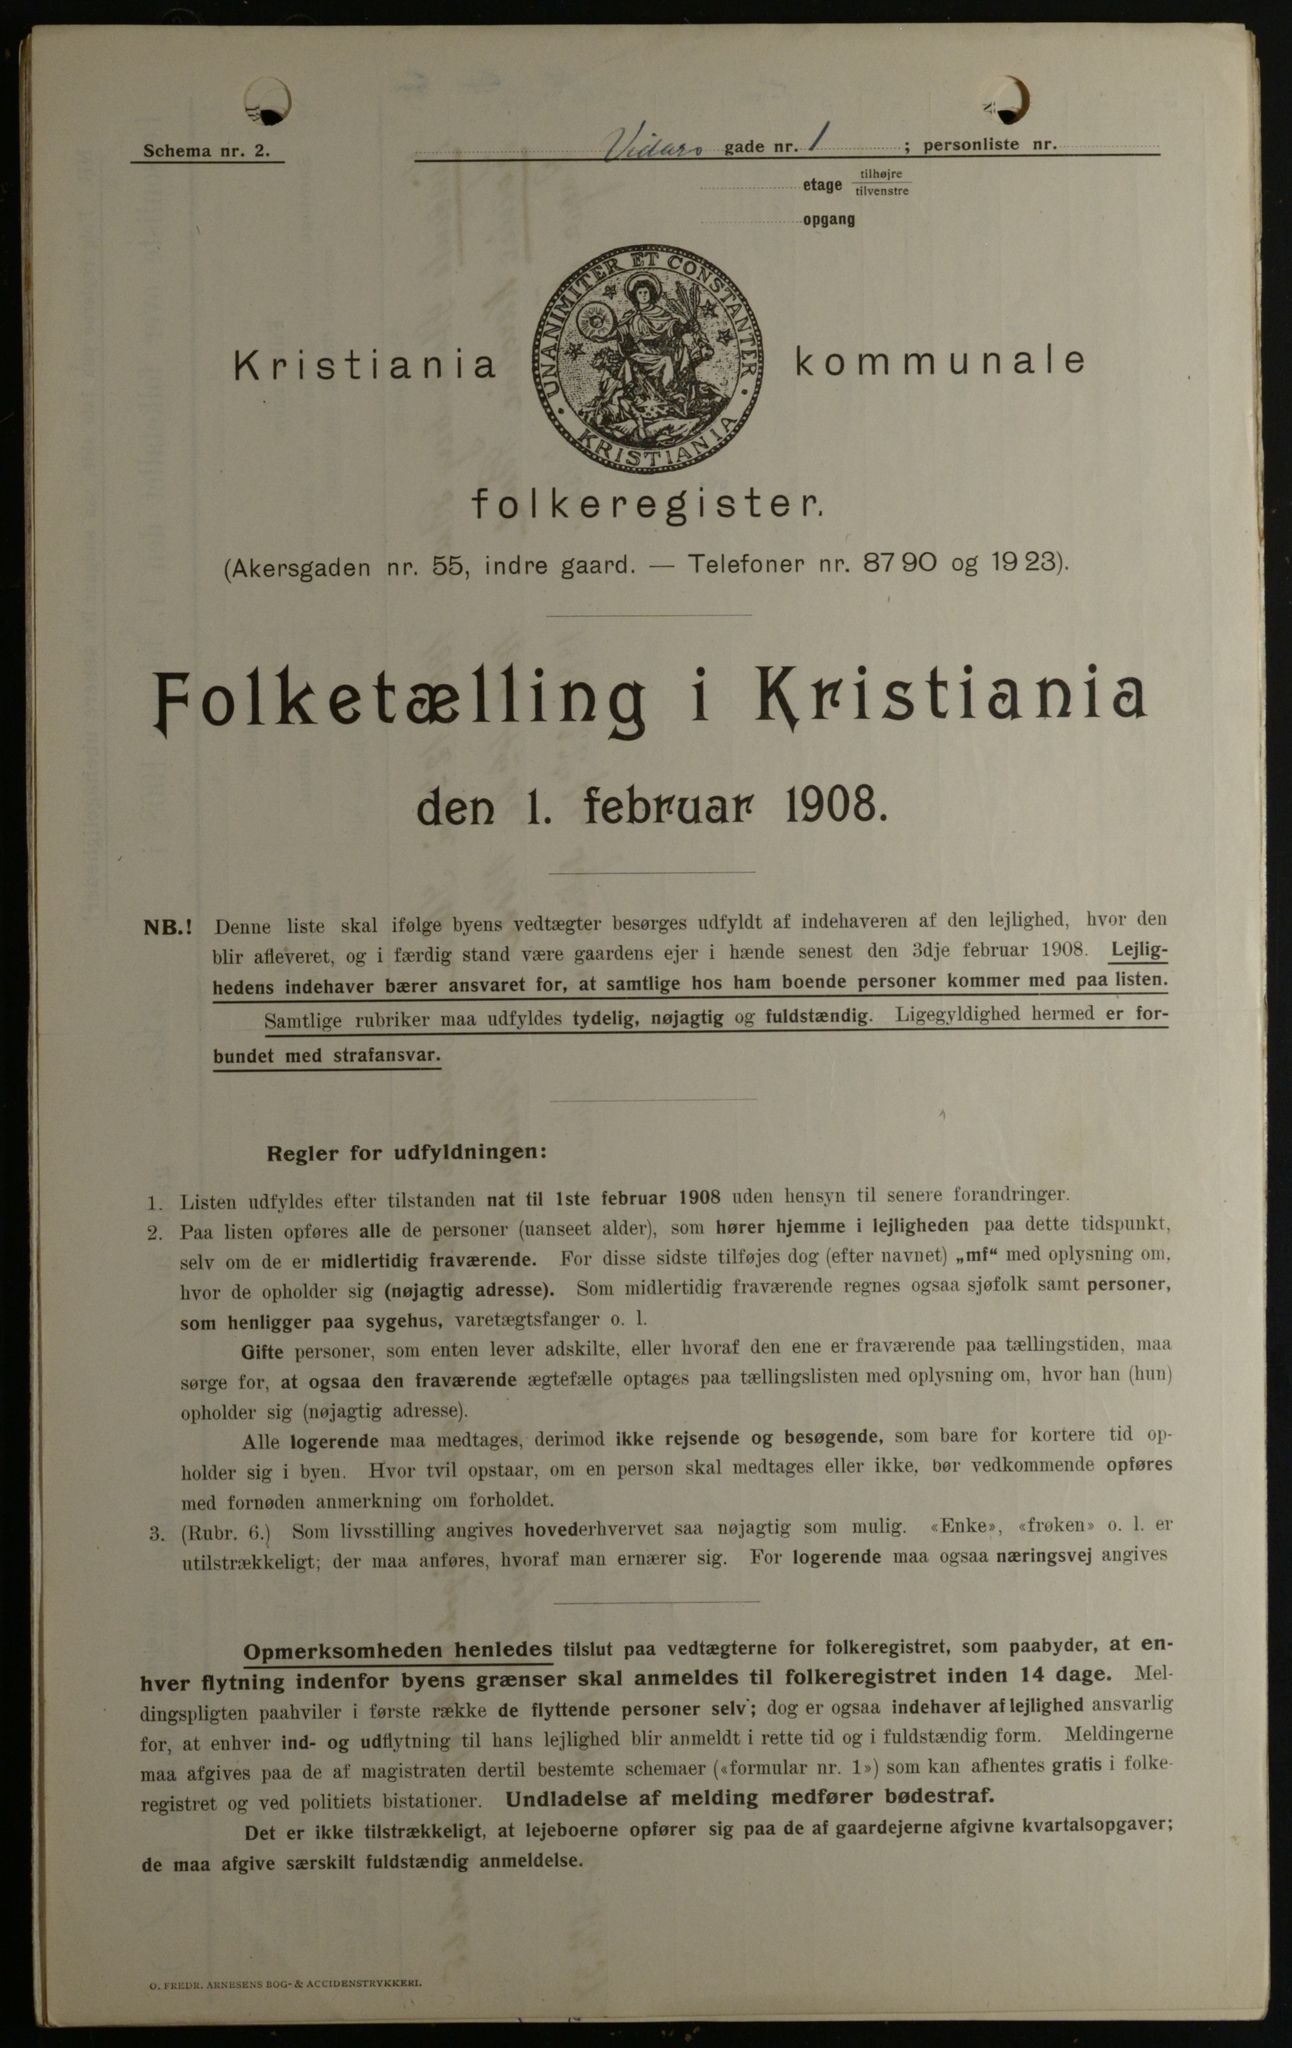 Schema nr. 2.
Vidars gade nr. 1 ; personliste nr.
etage tilhøjre
tilvenstre
opgang
UNANIMITER ET CONSTANTER · KRISTIANIA ·
Kristiania kommunale
folkeregister.
(Akersgaden nr. 55, indre gaard. — Telefoner nr. 87 90 og 19 23).
Folketælling i Kristiania
den 1. februar 1908.
NB.! Denne liste skal ifølge byens vedtægter besørges udfyldt af indehaveren af den lejlighed, hvor den
blir afleveret, og i færdig stand være gaardens ejer i hænde senest den 3dje februar 1908. Lejlig-
hedens indehaver bærer ansvaret for, at samtlige hos ham boende personer kommer med paa listen.
Samtlige rubriker maa udfyldes tydelig, nøjagtig og fuldstændig. Ligegyldighed hermed er for-
bundet med strafansvar.
Regler for udfyldningen:
1. Listen udfyldes efter tilstanden nat til 1ste februar 1908 uden hensyn til senere forandringer.
2. Paa listen opføres alle de personer (uanseet alder), som hører hjemme i lejligheden paa dette tidspunkt,
selv om de er midlertidig fraværende. For disse sidste tilføjes dog (efter navnet) „mf“ med oplysning om,
hvor de opholder sig (nøjagtig adresse). Som midlertidig fraværende regnes ogsaa sjøfolk samt personer,
som henligger paa sygehus, varetægtsfanger o. l.
Gifte personer, som enten lever adskilte, eller hvoraf den ene er fraværende paa tællingstiden, maa
sørge for, at ogsaa den fraværende ægtefælle optages paa tællingslisten med oplysning om, hvor han (hun)
opholder sig (nøjagtig adresse).
Alle logerende maa medtages, derimod ikke rejsende og besøgende, som bare for kortere tid op-
holder sig i byen. Hvor tvil opstaar, om en person skal medtages eller ikke, bør vedkommende opføres
med fornøden anmerkning om forholdet.
3. (Rubr. 6.) Som livsstilling angives hovederhvervet saa nøjagtig som mulig. «Enke», «frøken» o. l. er
utilstrækkeligt; der maa anføres, hvoraf man ernærer sig. For logerende maa ogsaa næringsvej angives
Opmerksomheden henledes tilslut paa vedtægterne for folkeregistret, som paabyder, at en-
hver flytning indenfor byens grænser skal anmeldes til folkeregistret inden 14 dage. Mel-
dingspligten paahviler i første række de flyttende personer selv; dog er ogsaa indehaver af lejlighed ansvarlig
for, at enhver ind- og udflytning til hans lejlighed blir anmeldt i rette tid og i fuldstændig form. Meldingerne
maa afgives paa de af magistraten dertil bestemte schemaer («formular nr. 1») som kan afhentes gratis i folke-
registret og ved politiets bistationer. Undladelse af melding medfører bødestraf.
Det er ikke tilstrækkeligt, at lejeboerne opfører sig paa de af gaardejerne afgivne kvartalsopgaver;
de maa afgive særskilt fuldstændig anmeldelse.
O. FREDR. ARNESENS BOG- & ACCIDENSTRYKKERI.